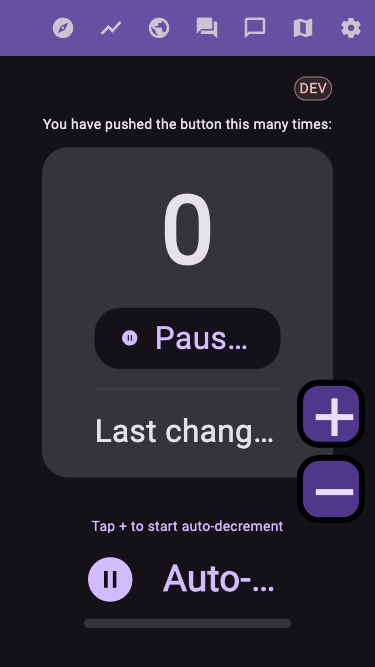 DEV
You have pushed the button this many times:
0
Paus...
Last chang...
Tap + to start auto-decrement
Auto-...